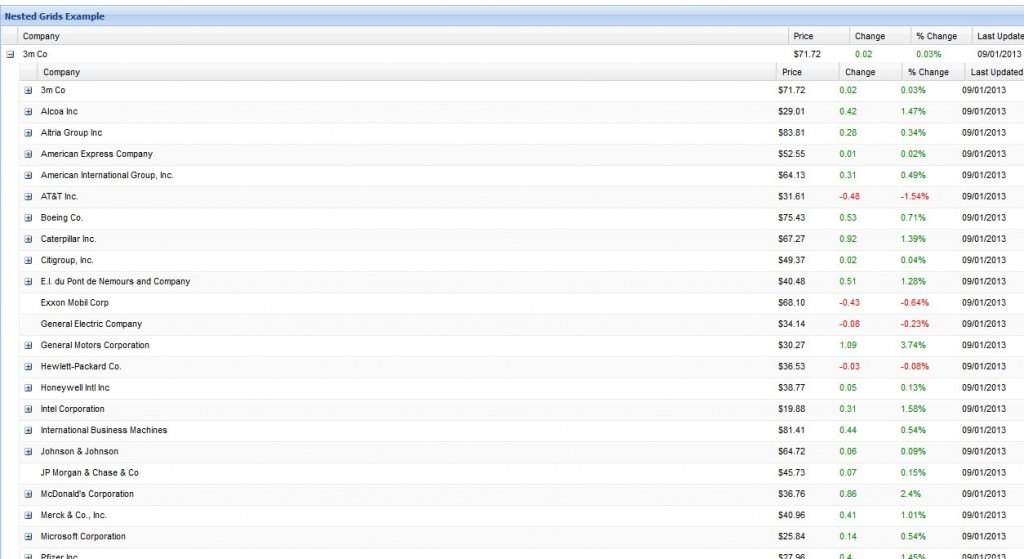 Nested Grids Example
Company Price Change % Change Last Update
3m Co $71.72 0.02 0.03% 09/01/2013
Company Price Change % Change Last Updated
3m Co $71.72 0.02 0.03% 09/01/2013
Alcoa Inc $29.01 0.42 1.47% 09/01/2013
Altria Group Inc $83.81 0.28 0.34% 09/01/2013
American Express Company $52.55 0.01 0.02% 09/01/2013
American International Group, Inc. $64.13 0.31 0.49% 09/01/2013
AT&T Inc. $31.61 -0.48 -1.54% 09/01/2013
Boeing Co. $75.43 0.53 0.71% 09/01/2013
Caterpillar Inc. $67.27 0.92 1.39% 09/01/2013
Citigroup, Inc. $49.37 0.02 0.04% 09/01/2013
E.I. du Pont de Nemours and Company $40.48 0.51 1.28% 09/01/2013
Exxon Mobil Corp $68.10 -0.43 -0.64% 09/01/2013
General Electric Company $34.14 -0.08 -0.23% 09/01/2013
General Motors Corporation $30.27 1.09 3.74% 09/01/2013
Hewlett-Packard Co. $36.53 -0.03 -0.08% 09/01/2013
Honeywell Intl Inc $38.77 0.05 0.13% 09/01/2013
Intel Corporation $19.88 0.31 1.58% 09/01/2013
International Business Machines $81.41 0.44 0.54% 09/01/2013
Johnson & Johnson $64.72 0.06 0.09% 09/01/2013
JP Morgan & Chase & Co $45.73 0.07 0.15% 09/01/2013
McDonald's Corporation $36.76 0.86 2.4% 09/01/2013
Merck & Co., Inc. $40.96 0.41 1.01% 09/01/2013
Microsoft Corporation $25.84 0.14 0.54% 09/01/2013
Pfizer Inc $27.96 0.4 1.45% 09/01/2013